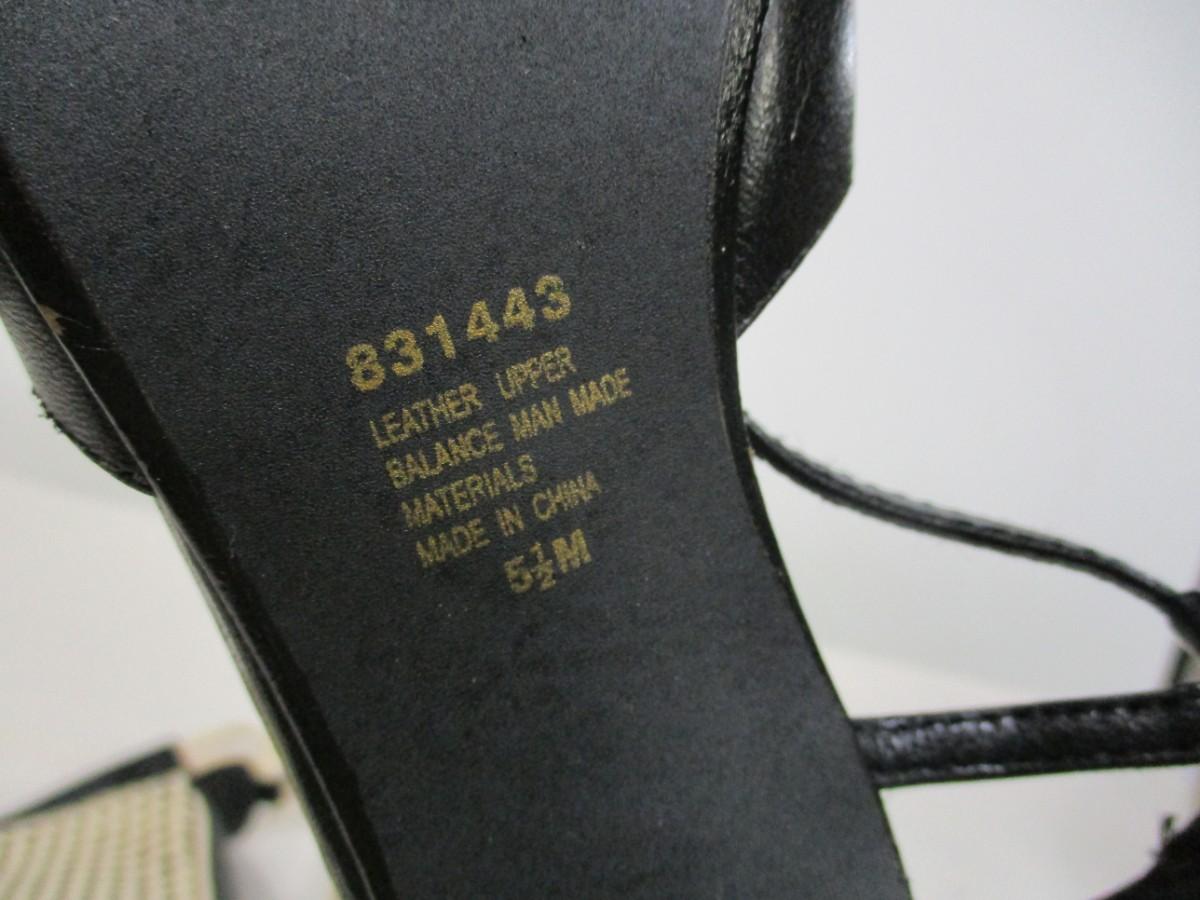 831443
LEATHER UPPER
BALANCE MAN MADE
MATERIALS
MADE IN CHINA
5½M